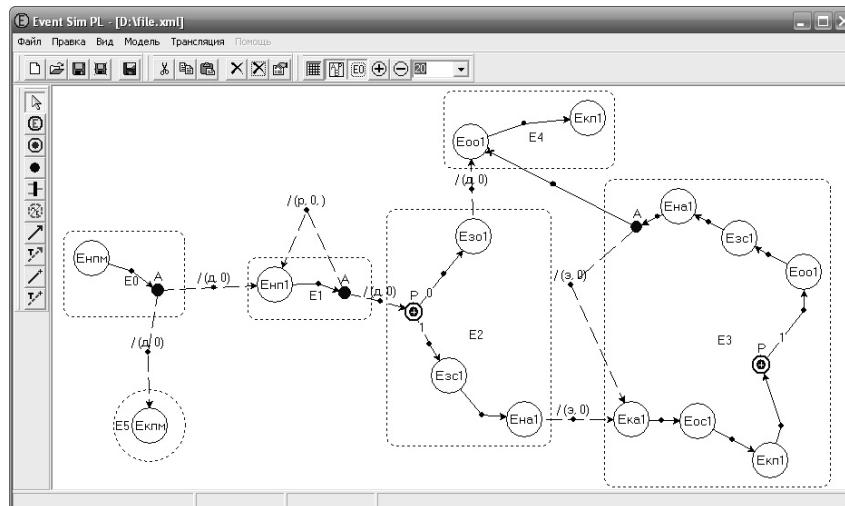 Event Sim PL - [D:\file.xml]
Файл Правка Вид Модель Трансляция Помощь
20
Eкп1
Eоо1
E4
/ (д, 0)
/ (р, 0, )
A
Eна1
Eзс1
Eзо1
Eнпм
E0
A
/ (д, 0)
Eнп1
E1
A
/ (д, 0)
P
0
1
/ (э, 0)
Eоо1
E2
E3
1
P
/ (д, 0)
Eзс1
E5
Eкпм
Eна1
/ (э, 0)
Eка1
Eос1
Eкп1